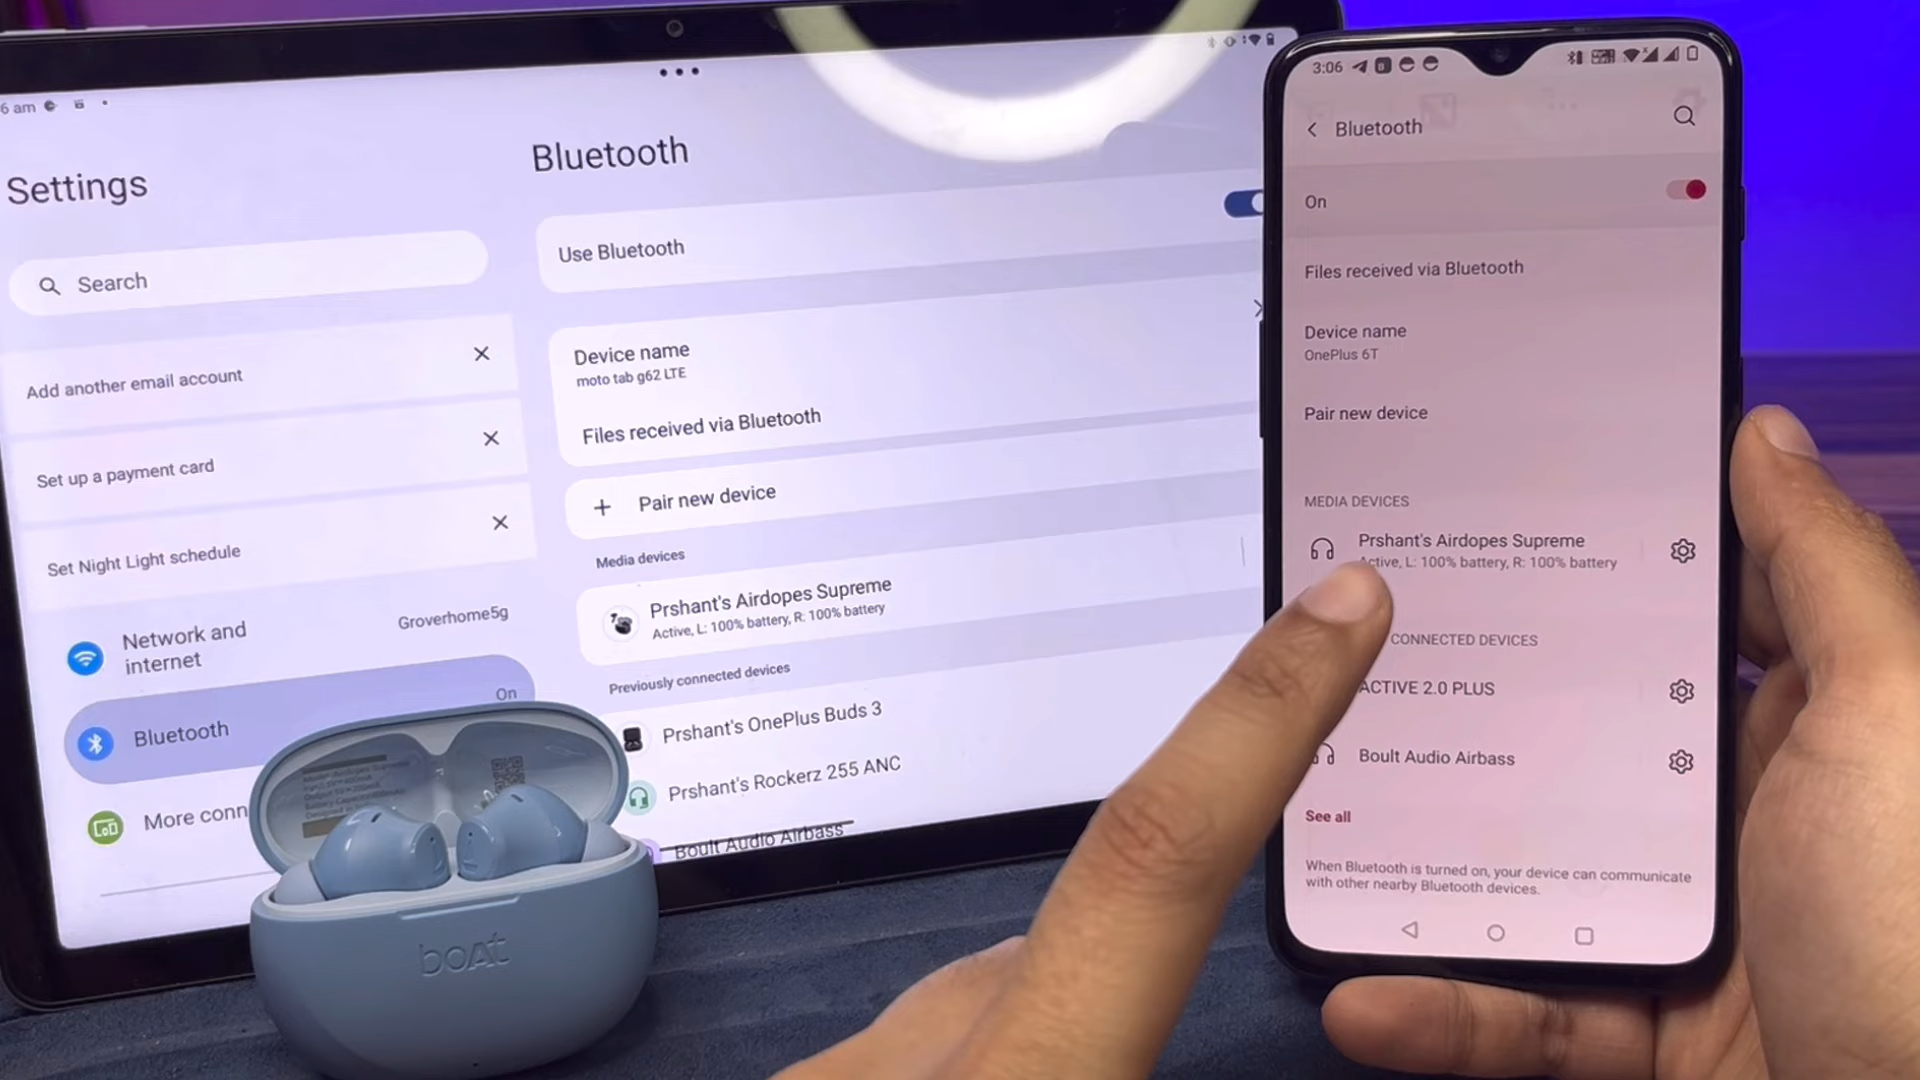 6 am
Settings
Search
Add another email account
Set up a payment card
Set Night Light schedule
Network and
internet
Groverhome5g
Bluetooth
On
More conn
Bluetooth
Use Bluetooth
Device name
moto tab g62 LTE
Files received via Bluetooth
Pair new device
Media devices
Prshant's Airdopes Supreme
Active, L: 100% battery, R: 100% battery
Previously connected devices
Prshant's OnePlus Buds 3
Prshant's Rockerz 255 ANC
Boult Audio Airbass
boAt
3:06
Bluetooth
On
Files received via Bluetooth
Device name
OnePlus 6T
Pair new device
MEDIA DEVICES
Prshant's Airdopes Supreme
Active, L: 100% battery, R: 100% battery
CONNECTED DEVICES
ACTIVE 2.0 PLUS
Boult Audio Airbass
See all
When Bluetooth is turned on, your device can communicate
with other nearby Bluetooth devices.